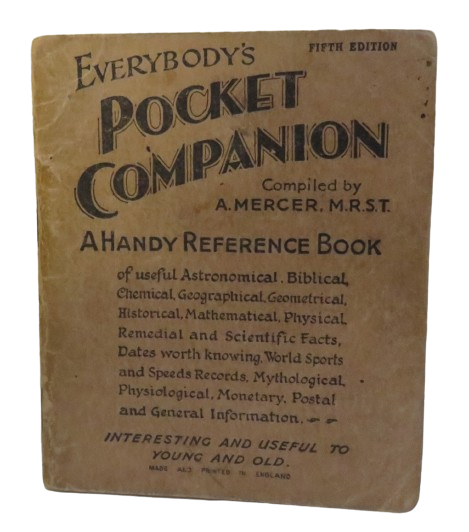 FIFTH EDITION
EVERYBODY'S
POCKET
COMPANION
Compiled by
A. MERCER. M.R.S.T.
A HANDY REFERENCE BOOK
of useful Astronomical, Biblical,
Chemical, Geographical, Geometrical,
Historical, Mathematical, Physical,
Remedial and Scientific Facts,
Dates worth knowing, World Sports
and Speeds Records, Mythological,
Physiological, Monetary, Postal
and General Information.
INTERESTING AND USEFUL TO
YOUNG AND OLD.
MADE AND PRINTED IN ENGLAND